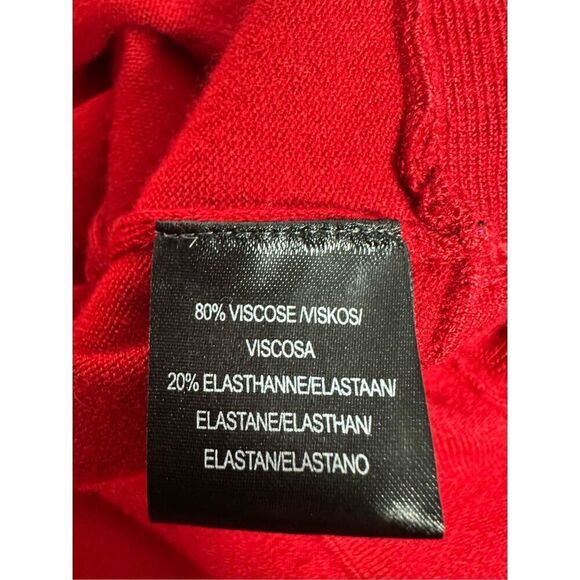 80% VISCOSE /VISKOS/
VISCOSA
20% ELASTHANNE/ELASTAAN/
ELASTANE/ELASTHAN/
ELASTAN/ELASTANO